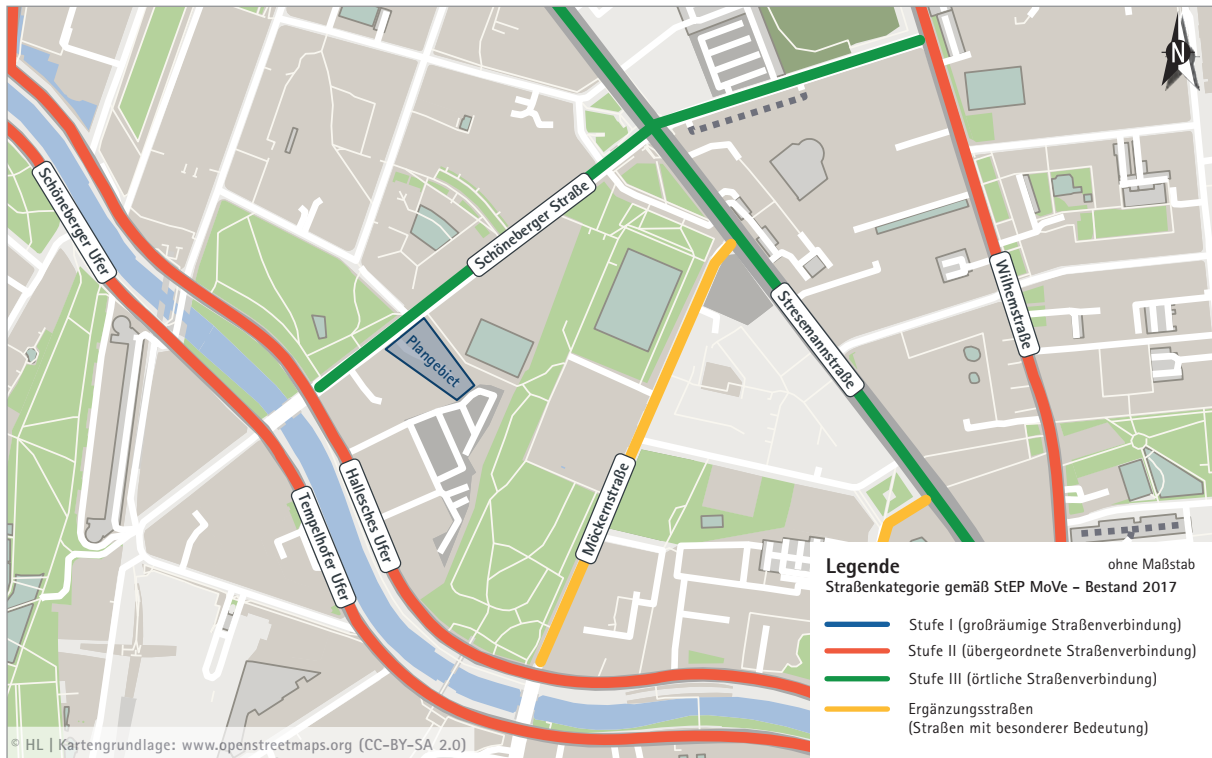 N
Schöneberger Ufer
Schöneberger Straße
Wilhemstraße
Stresemannstraße
Plangebiet
Hallesches Ufer
Tempelhofer Ufer
Möckernstraße
Legende
ohne Maßstab
Straßenkategorie gemäß StEP MoVe - Bestand 2017
Stufe I (großräumige Straßenverbindung)
Stufe II (übergeordnete Straßenverbindung)
Stufe III (örtliche Straßenverbindung)
Ergänzungsstraßen
(Straßen mit besonderer Bedeutung)
© HL | Kartengrundlage: www.openstreetmaps.org (CC-BY-SA 2.0)